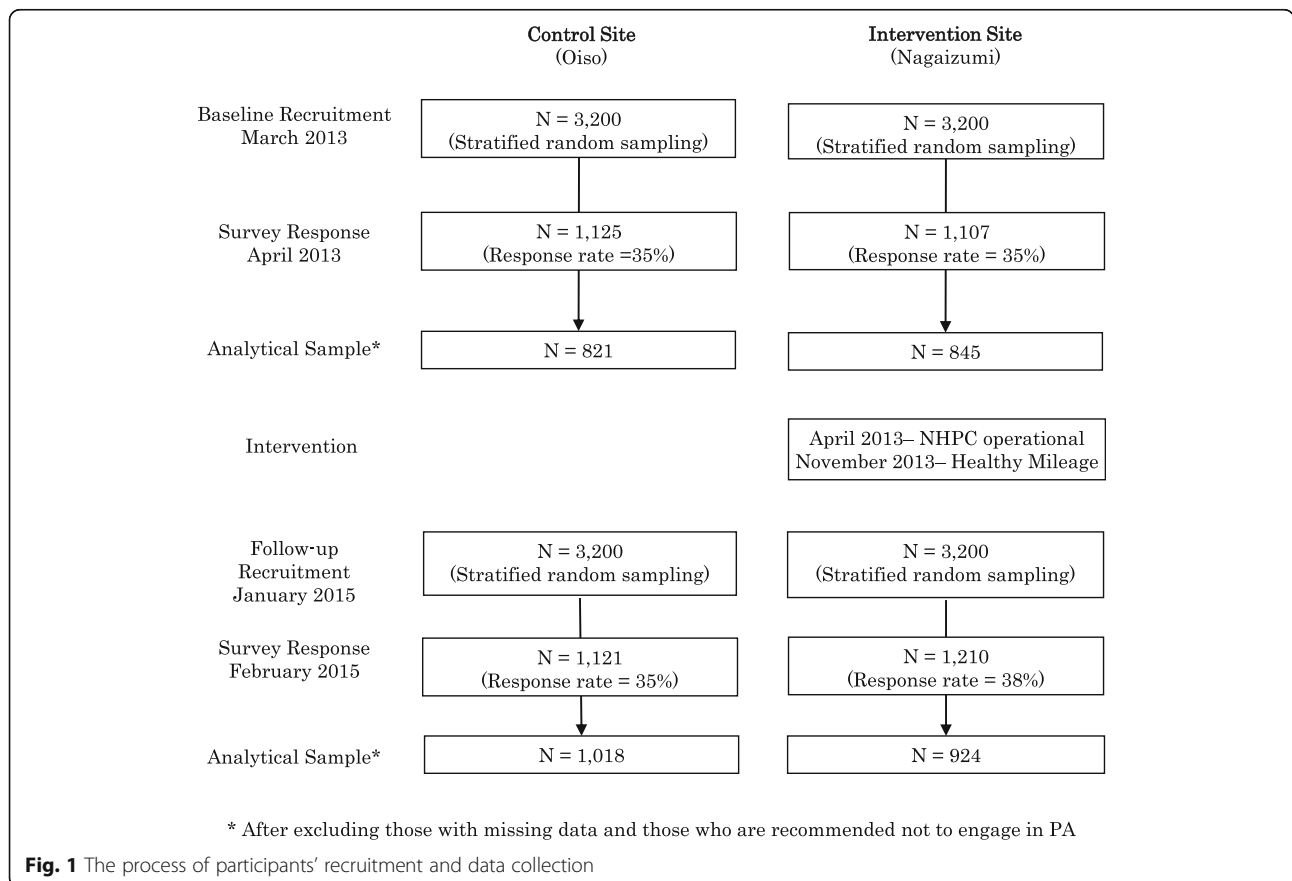 Control Site
(Oiso)
Intervention Site
(Nagaizumi)
Baseline Recruitment
March 2013
N = 3,200
(Stratified random sampling)
N = 3,200
(Stratified random sampling)
Survey Response
April 2013
N = 1,125
(Response rate =35%)
N = 1,107
(Response rate = 35%)
Analytical Sample*
N = 821
N = 845
Intervention
April 2013– NHPC operational
November 2013– Healthy Mileage
Follow-up
Recruitment
January 2015
N = 3,200
(Stratified random sampling)
N = 3,200
(Stratified random sampling)
Survey Response
February 2015
N = 1,121
(Response rate = 35%)
N = 1,210
(Response rate = 38%)
Analytical Sample*
N = 1,018
N = 924
* After excluding those with missing data and those who are recommended not to engage in PA
Fig. 1 The process of participants’ recruitment and data collection